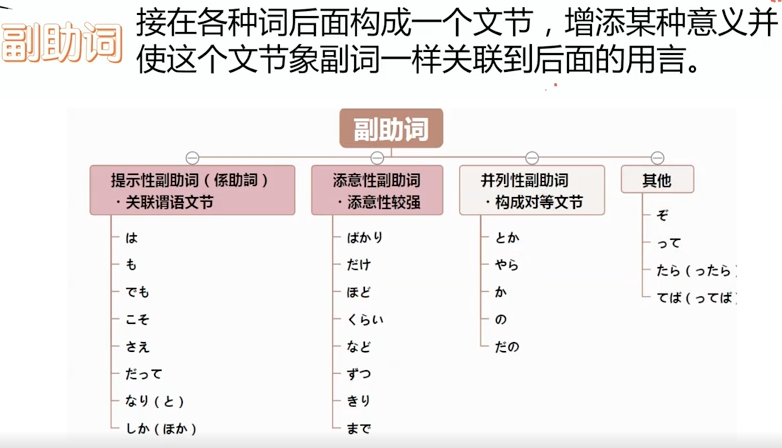 副助词
接在各种词后面构成一个文节，增添某种意义并
使这个文节象副词一样关联到后面的用言。
副助词
提示性副助词（係助詞）
·关联谓语文节
は
も
でも
こそ
さえ
だって
なり（と）
しか（ほか）
添意性副助词
·添意性较强
ばかり
だけ
ほど
くらい
など
ずつ
きり
まで
并列性副助词
·构成对等文节
とか
やら
か
の
だの
其他
ぞ
って
たら（ったら）
てば（ってば）